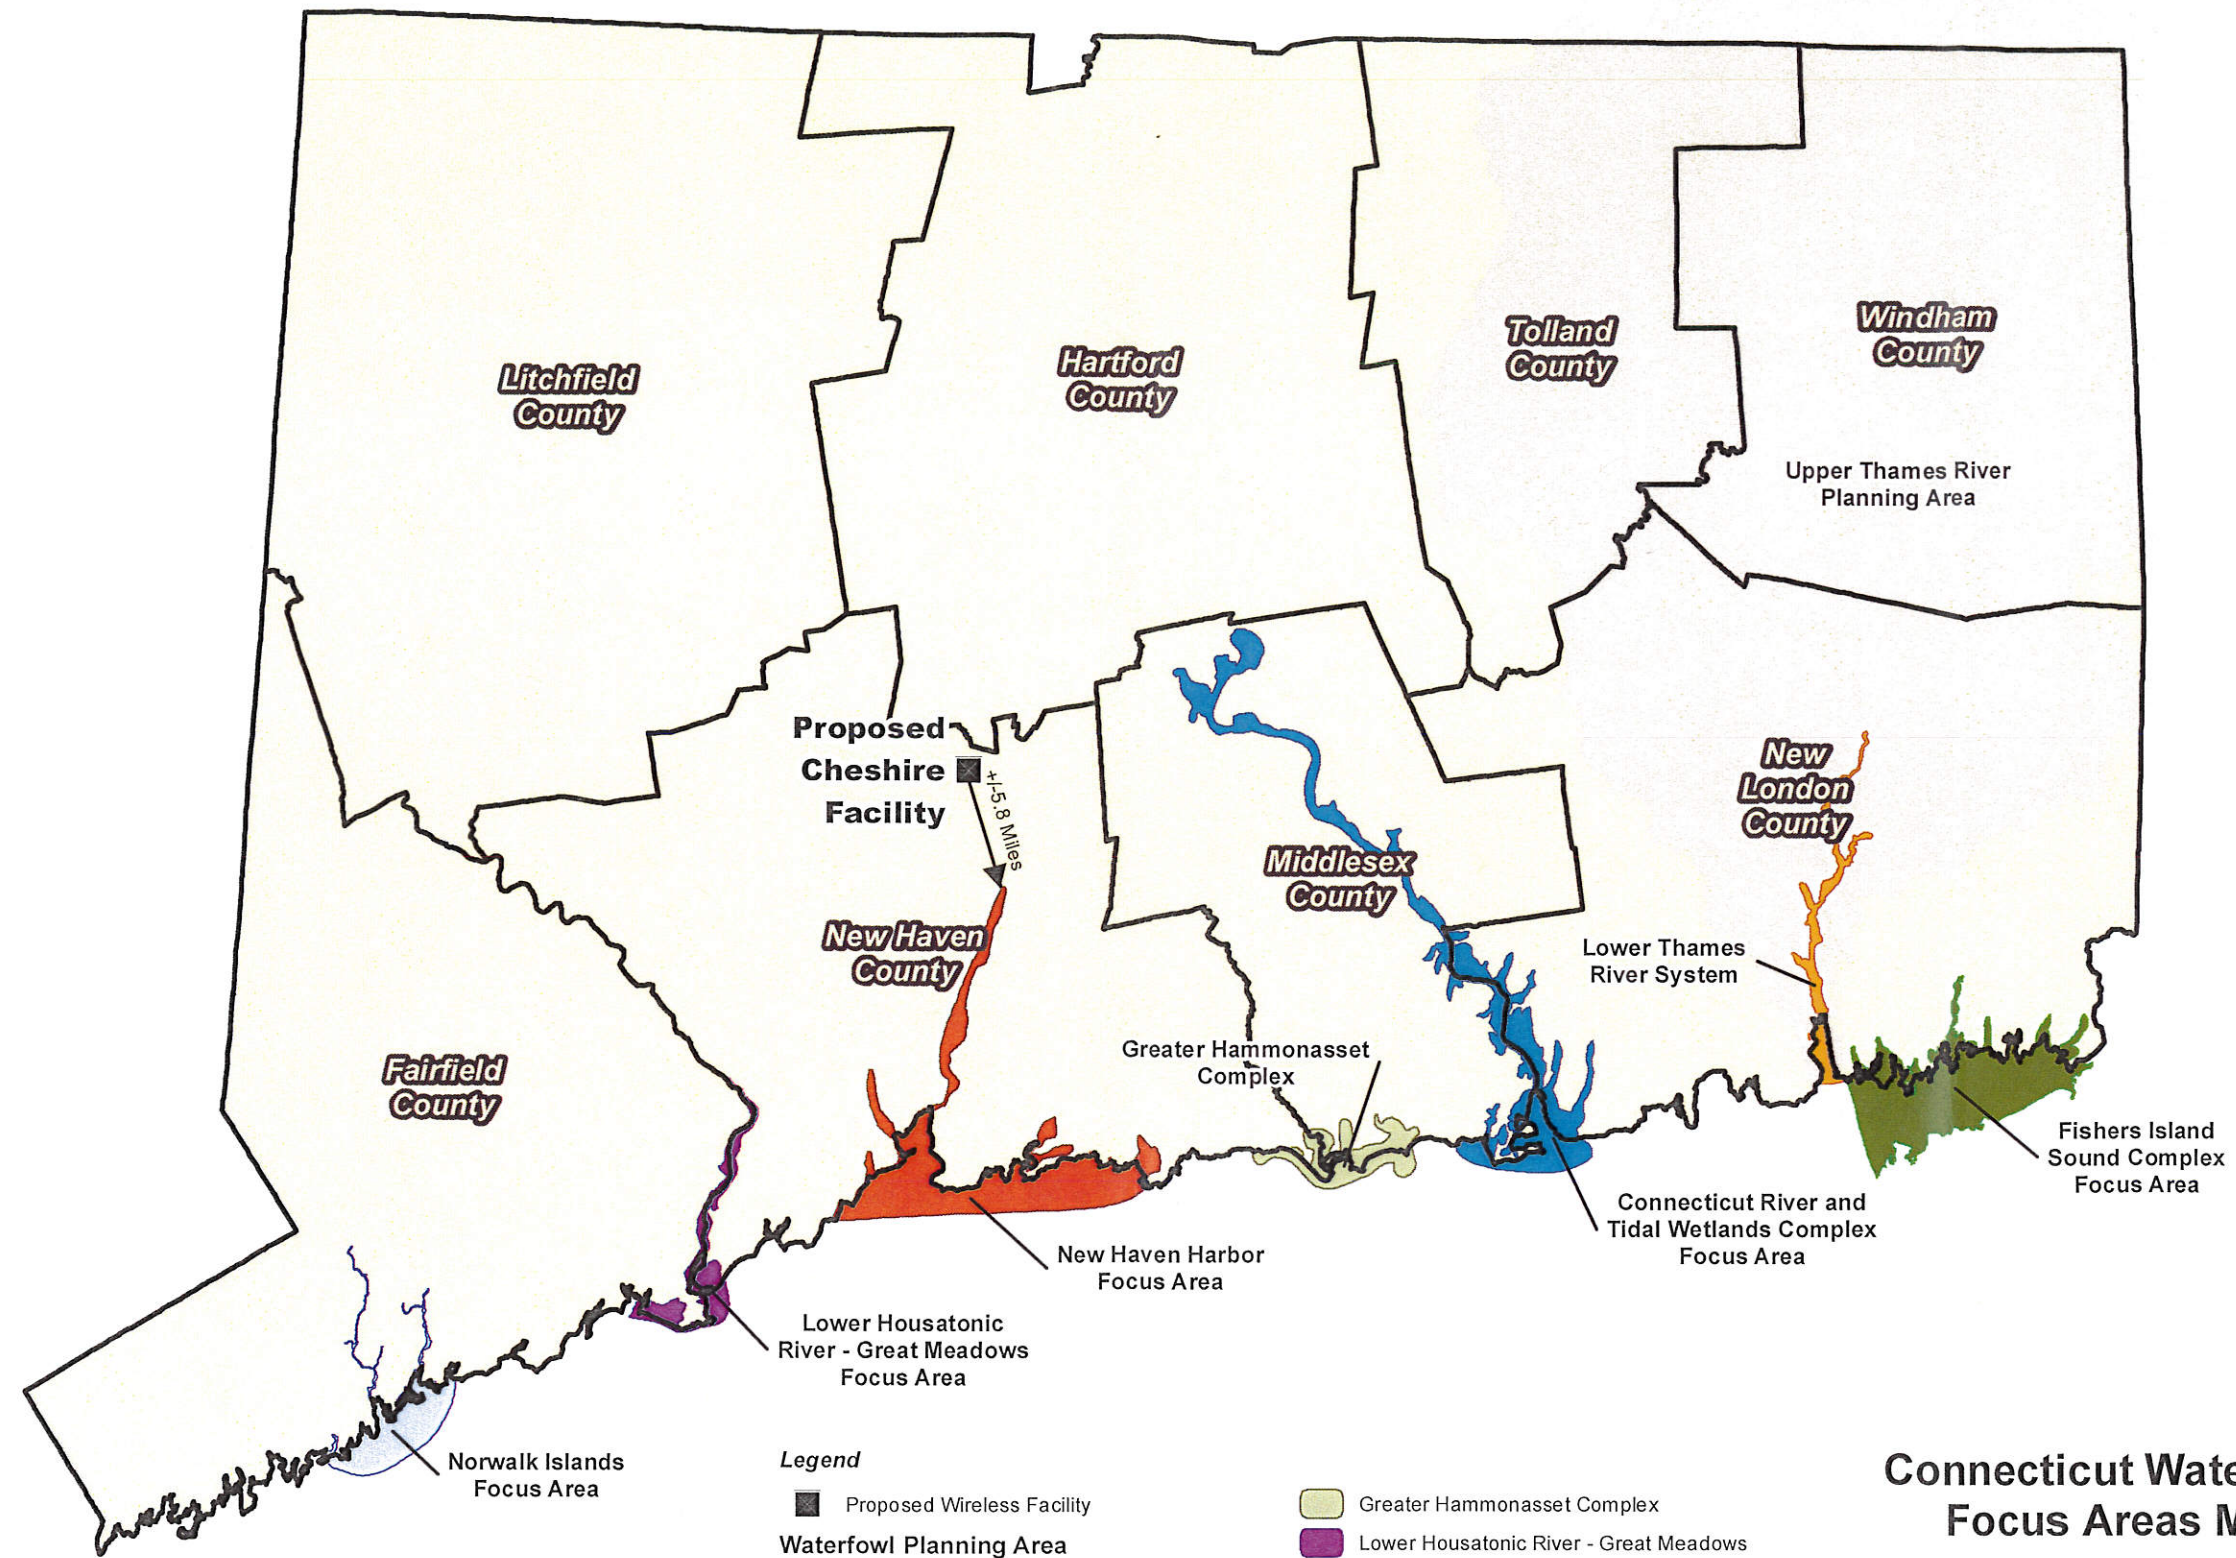 Litchfield
County
Hartford
County
Tolland
County
Windham
County
Upper Thames River
Planning Area
Proposed
Cheshire
Facility
+/-5.8 Miles
New
London
County
Middlesex
County
New Haven
County
Lower Thames
River System
Greater Hammonasset
Complex
Fairfield
County
Fishers Island
Sound Complex
Focus Area
Connecticut River and
Tidal Wetlands Complex
Focus Area
New Haven Harbor
Focus Area
Lower Housatonic
River - Great Meadows
Focus Area
Norwalk Islands
Focus Area
Legend
Proposed Wireless Facility
Waterfowl Planning Area
Greater Hammonasset Complex
Lower Housatonic River - Great Meadows
Connecticut Wate
Focus Areas M